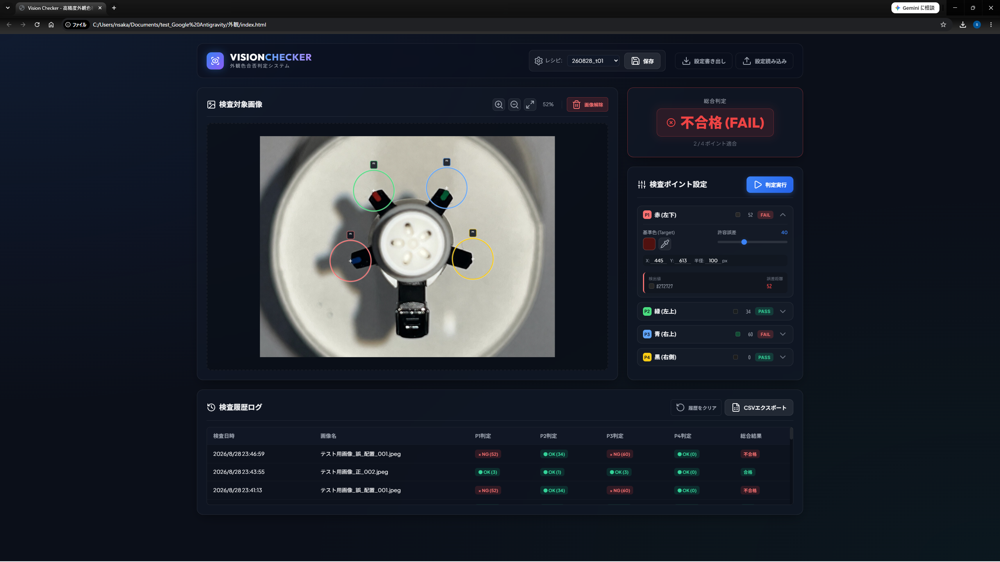 Vision Checker - 高精度外観色
Gemini に相談
ファイル
C:/Users/nsaka/Documents/test_Google%20Antigravity/外観/index.html
S
VISIONCHECKER
外観色合否判定システム
レシピ:
260828_t01
保存
設定書き出し
設定読み込み
検査対象画像
52%
画像解除
P2
P3
P1
P4
総合判定
不合格 (FAIL)
2 / 4 ポイント適合
検査ポイント設定
判定実行
P1 赤 (左下) 52 FAIL
基準色 (Target) 許容誤差 40
X: 445 Y: 613 半径: 100 px
検出値 誤差距離
#272727 52
P2 緑 (左上) 34 PASS
P3 青 (右上) 60 FAIL
P4 黒 (右側) 0 PASS
検査履歴ログ
履歴をクリア
CSVエクスポート
検査日時 画像名 P1判定 P2判定 P3判定 P4判定 総合結果
2026/8/28 23:46:59 テスト用画像_誤_配置_001.jpeg × NG (52) ● OK (34) × NG (60) ● OK (0) 不合格
2026/8/28 23:43:55 テスト用画像_正_002.jpeg ● OK (3) ● OK (1) ● OK (3) ● OK (0) 合格
2026/8/28 23:41:13 テスト用画像_誤_配置_001.jpeg × NG (52) ● OK (34) × NG (60) ● OK (0) 不合格